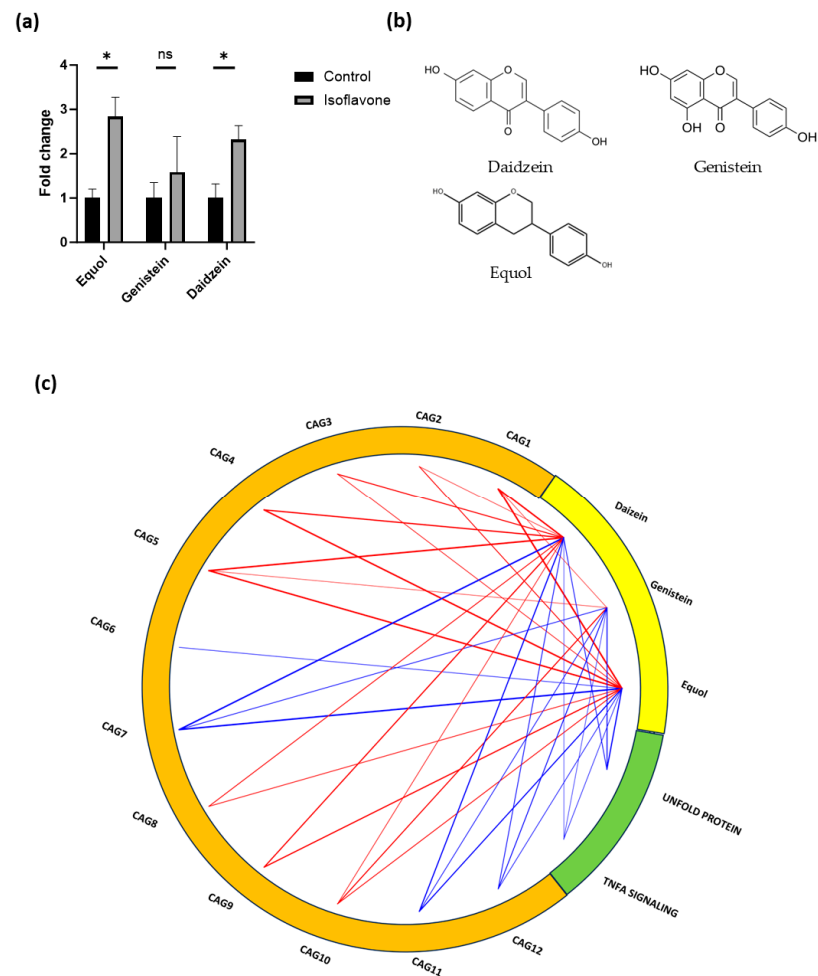 (a)
* ns *
4
3
2
1
0
Fold change
Equol
Genistein
Daidzein
Control
Isoflavone
(b)
HO O O OH
Daidzein
HO O OH O OH
Genistein
HO O OH
Equol
(c)
CAG1
CAG2
CAG3
CAG4
CAG5
CAG6
CAG7
CAG8
CAG9
CAG10
CAG11
CAG12
Daizein
Genistein
Equol
UNFOLD PROTEIN
TNFA SIGNALING